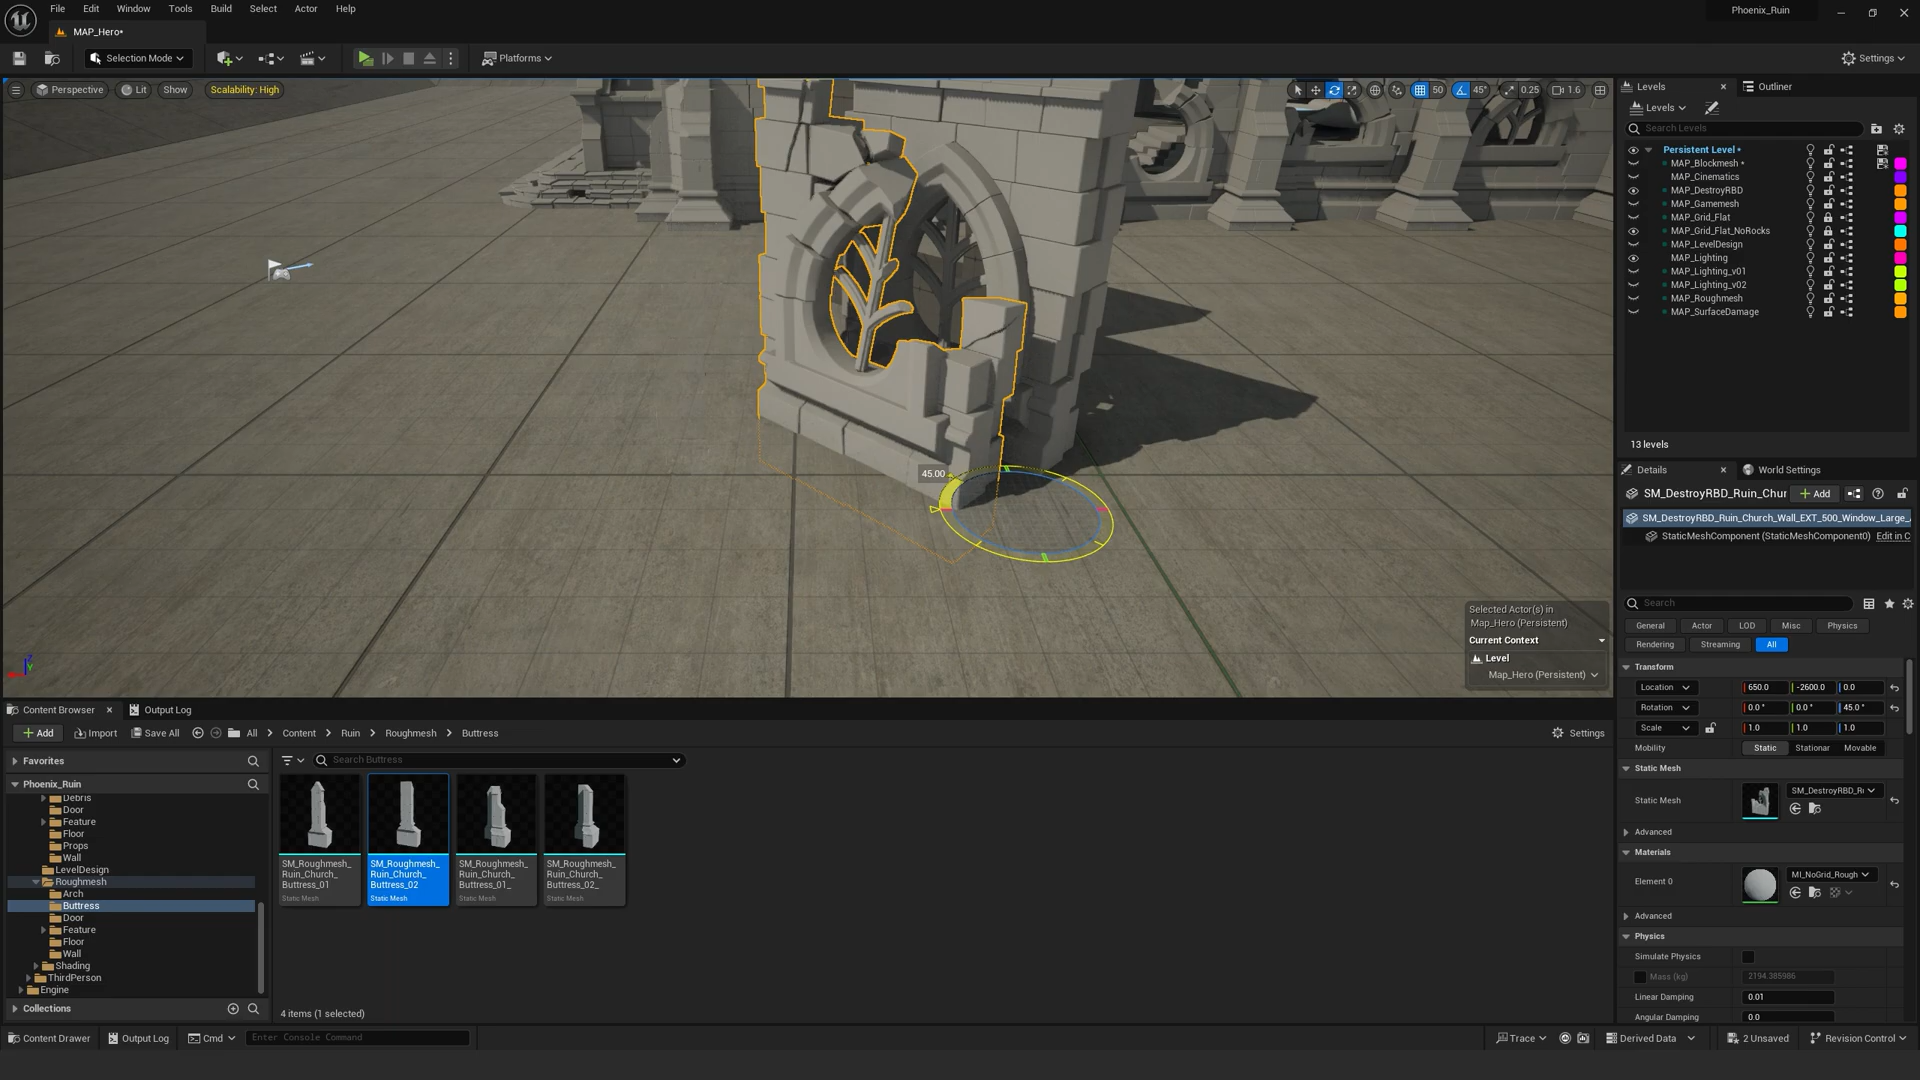 File Edit Window Tools Build Select Actor Help
Phoenix_Ruin
MAP_Hero•
Selection Mode
Platforms
Settings
Perspective Lit Show Scalability: High
50 45° 0.25 1.6
45.00
Selected Actor(s) in
Map_Hero (Persistent)
Current Context
Level
Map_Hero (Persistent)
Levels Outliner
Levels
Search Levels
Persistent Level •
MAP_Blockmesh •
MAP_Cinematics
MAP_DestroyRBD
MAP_Gamemesh
MAP_Grid_Flat
MAP_Grid_Flat_NoRocks
MAP_LevelDesign
MAP_Lighting
MAP_Lighting_v01
MAP_Lighting_v02
MAP_Roughmesh
MAP_SurfaceDamage
13 levels
Details World Settings
SM_DestroyRBD_Ruin_Chur + Add
SM_DestroyRBD_Ruin_Church_Wall_EXT_500_Window_Large_
StaticMeshComponent (StaticMeshComponent0) Edit in C
Search
General Actor LOD Misc Physics
Rendering Streaming All
Transform
Location 650.0 -2600.0 0.0
Rotation 0.0 ° 0.0 ° 45.0 °
Scale 1.0 1.0 1.0
Mobility Static Stationar Movable
Static Mesh
Static Mesh SM_DestroyRBD_Ri
Advanced
Materials
Element 0 MI_NoGrid_Rough
Advanced
Physics
Simulate Physics
Mass (kg) 2194.385986
Linear Damping 0.01
Angular Damping 0.0
Content Browser Output Log
+ Add Import Save All All > Content > Ruin > Roughmesh > Buttress
Settings
Favorites
Search Buttress
Phoenix_Ruin
Debris
Door
Feature
Floor
Props
Wall
LevelDesign
Roughmesh
Arch
Buttress
Door
Feature
Floor
Wall
Shading
ThirdPerson
Engine
Collections
SM_Roughmesh_
Ruin_Church_
Buttress_01
Static Mesh
SM_Roughmesh_
Ruin_Church_
Buttress_02
Static Mesh
SM_Roughmesh_
Ruin_Church_
Buttress_01_
Static Mesh
SM_Roughmesh_
Ruin_Church_
Buttress_02_
Static Mesh
4 items (1 selected)
Content Drawer Output Log Cmd Enter Console Command
Trace Derived Data 2 Unsaved Revision Control